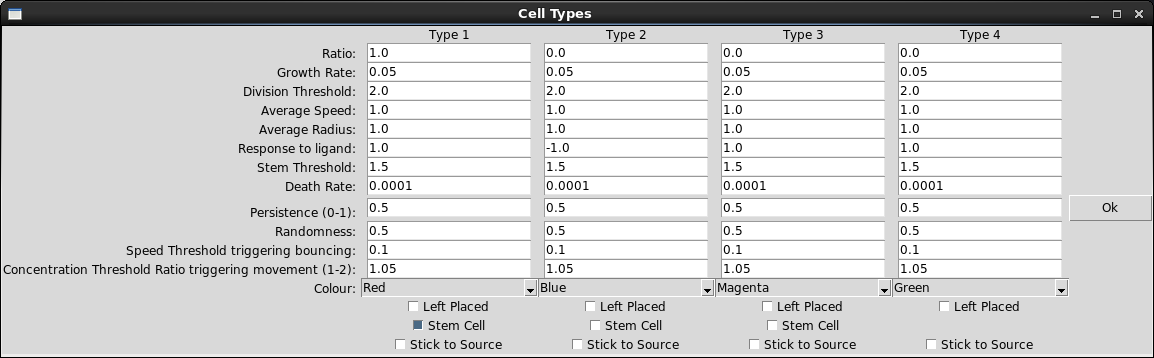 Cell Types
Type 1 Type 2 Type 3 Type 4
Ratio: 1.0 0.0 0.0 0.0
Growth Rate: 0.05 0.05 0.05 0.05
Division Threshold: 2.0 2.0 2.0 2.0
Average Speed: 1.0 1.0 1.0 1.0
Average Radius: 1.0 1.0 1.0 1.0
Response to ligand: 1.0 -1.0 1.0 1.0
Stem Threshold: 1.5 1.5 1.5 1.5
Death Rate: 0.0001 0.0001 0.0001 0.0001
Persistence (0-1): 0.5 0.5 0.5 0.5 Ok
Randomness: 0.5 0.5 0.5 0.5
Speed Threshold triggering bouncing: 0.1 0.1 0.1 0.1
Concentration Threshold Ratio triggering movement (1-2): 1.05 1.05 1.05 1.05
Colour: Red Blue Magenta Green
Left Placed Left Placed Left Placed Left Placed
Stem Cell Stem Cell Stem Cell
Stick to Source Stick to Source Stick to Source Stick to Source